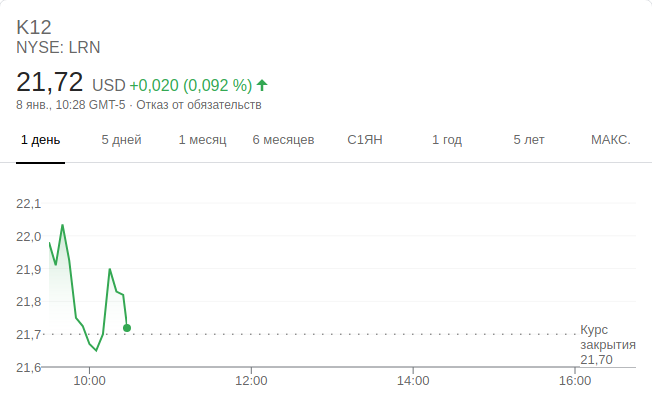 K12
NYSE: LRN
21,72 USD +0,020 (0,092 %)
8 янв., 10:28 GMT-5 · Отказ от обязательств
1 день 5 дней 1 месяц 6 месяцев С1ЯН 1 год 5 лет МАКС.
22,1
22,0
21,9
21,8
21,7
21,6
Курс
закрытия
21,70
10:00 12:00 14:00 16:00